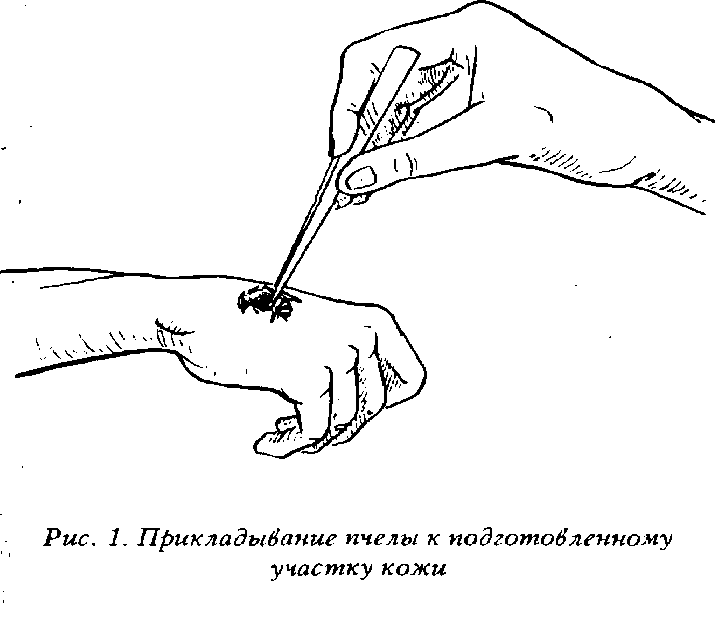 Рис. 1. Прикладывание пчелы к подготовленному
участку кожи